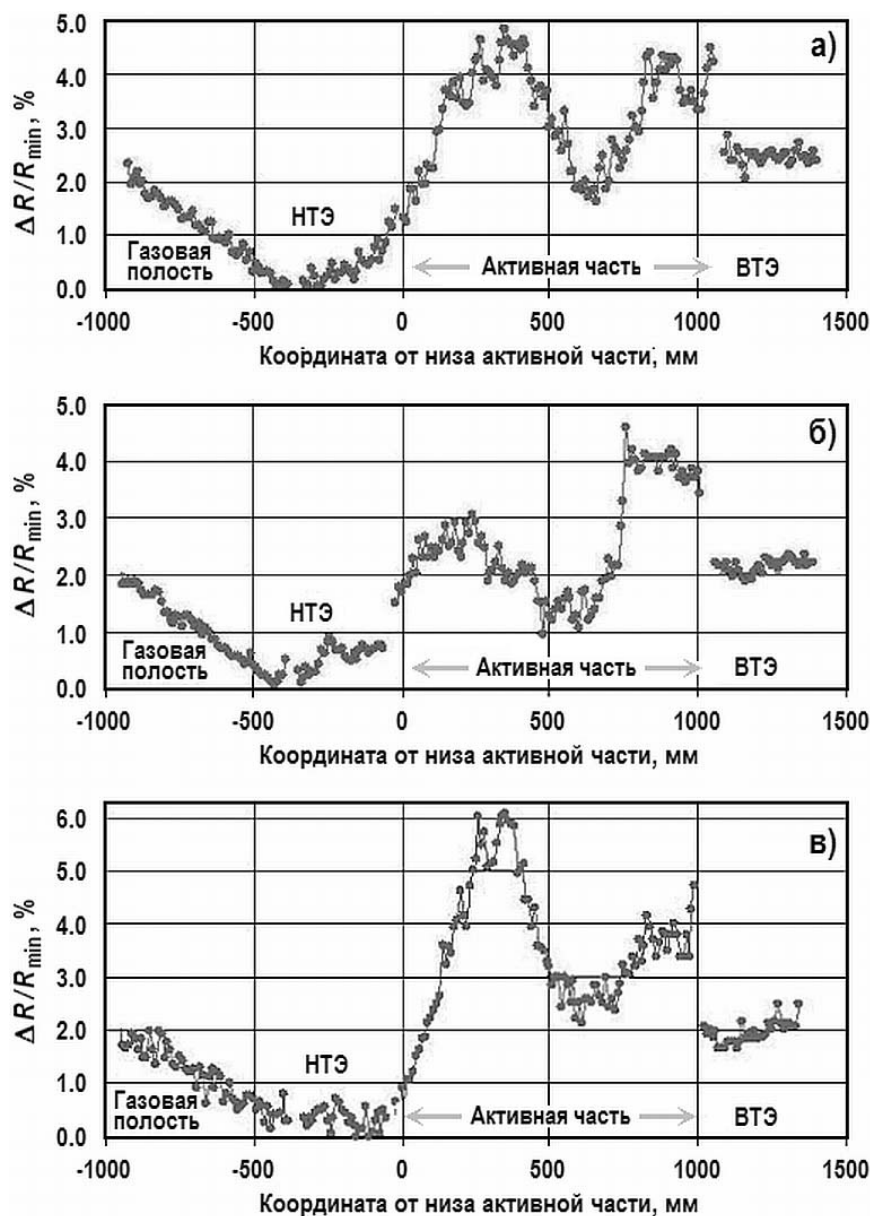 а)
ΔR/Rmin, %
5.0
4.0
3.0
2.0
1.0
0.0
НТЭ
Газовая
полость
Активная часть
ВТЭ
-1000
-500
0
500
1000
1500
Координата от низа активной части, мм
б)
ΔR/Rmin, %
5.0
4.0
3.0
2.0
1.0
0.0
НТЭ
Газовая
полость
Активная часть
ВТЭ
-1000
-500
0
500
1000
1500
Координата от низа активной части, мм
в)
ΔR/Rmin, %
6.0
5.0
4.0
3.0
2.0
1.0
0.0
НТЭ
Газовая
полость
Активная часть
ВТЭ
-1000
-500
0
500
1000
1500
Координата от низа активной части, мм